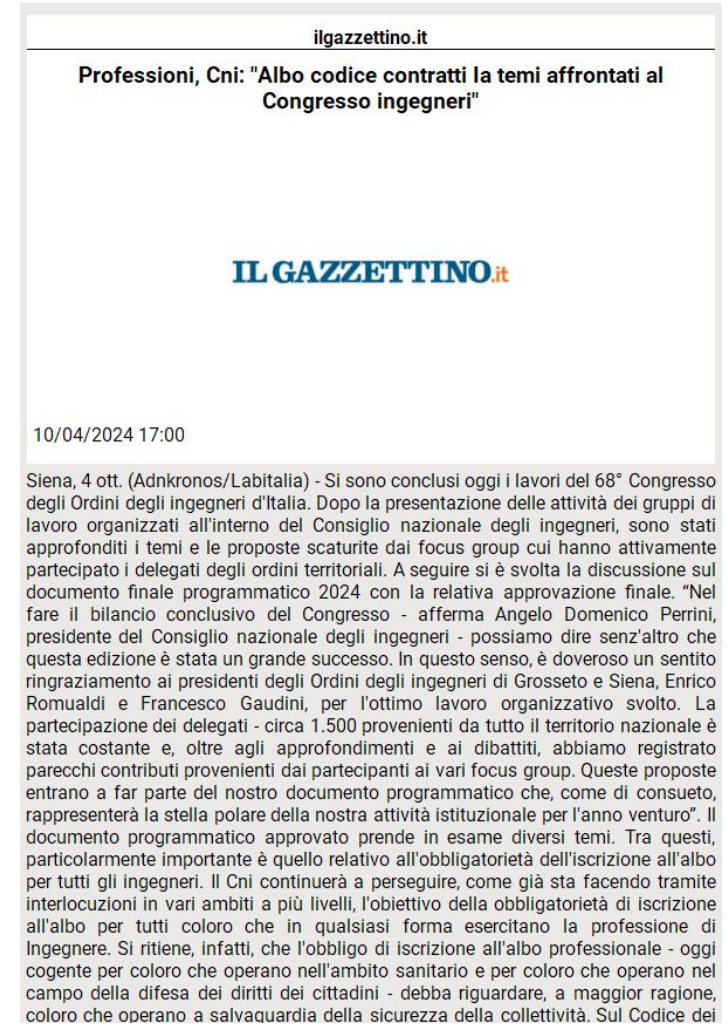 ilgazzettino.it
Professioni, Cni: "Albo codice contratti Ia temi affrontati al
Congresso ingegneri"
IL GAZZETTINO.it
10/04/2024 17:00
Siena, 4 ott. (Adnkronos/Labitalia) - Si sono conclusi oggi i lavori del 68° Congresso
degli Ordini degli ingegneri d'Italia. Dopo la presentazione delle attività dei gruppi di
lavoro organizzati all'interno del Consiglio nazionale degli ingegneri, sono stati
approfonditi i temi e le proposte scaturite dai focus group cui hanno attivamente
partecipato i delegati degli ordini territoriali. A seguire si è svolta la discussione sul
documento finale programmatico 2024 con la relativa approvazione finale. “Nel
fare il bilancio conclusivo del Congresso - afferma Angelo Domenico Perrini,
presidente del Consiglio nazionale degli ingegneri - possiamo dire senz'altro che
questa edizione è stata un grande successo. In questo senso, è doveroso un sentito
ringraziamento ai presidenti degli Ordini degli ingegneri di Grosseto e Siena, Enrico
Romualdi e Francesco Gaudini, per l'ottimo lavoro organizzativo svolto. La
partecipazione dei delegati - circa 1.500 provenienti da tutto il territorio nazionale è
stata costante e, oltre agli approfondimenti e ai dibattiti, abbiamo registrato
parecchi contributi provenienti dai partecipanti ai vari focus group. Queste proposte
entrano a far parte del nostro documento programmatico che, come di consueto,
rappresenterà la stella polare della nostra attività istituzionale per l'anno venturo”. Il
documento programmatico approvato prende in esame diversi temi. Tra questi,
particolarmente importante è quello relativo all'obbligatorietà dell'iscrizione all'albo
per tutti gli ingegneri. Il Cni continuerà a perseguire, come già sta facendo tramite
interlocuzioni in vari ambiti a più livelli, l'obiettivo della obbligatorietà di iscrizione
all'albo per tutti coloro che in qualsiasi forma esercitano la professione di
Ingegnere. Si ritiene, infatti, che l'obbligo di iscrizione all'albo professionale - oggi
cogente per coloro che operano nell'ambito sanitario e per coloro che operano nel
campo della difesa dei diritti dei cittadini - debba riguardare, a maggior ragione,
coloro che operano a salvaguardia della sicurezza della collettività. Sul Codice dei